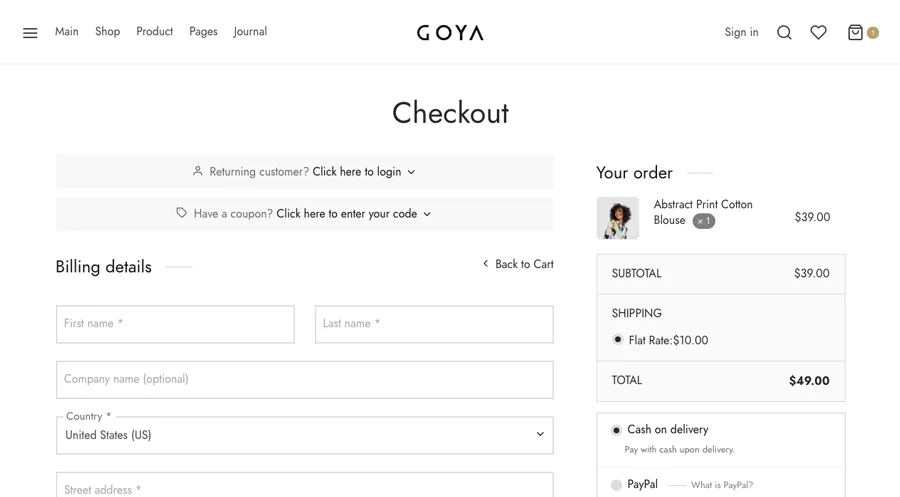 Main Shop Product Pages Journal
GOYA
Sign in
1
Checkout
Returning customer? Click here to login
Have a coupon? Click here to enter your code
Billing details
Back to Cart
First name *
Last name *
Company name (optional)
Country *
United States (US)
Street address *
Your order
Abstract Print Cotton
Blouse × 1
$39.00
SUBTOTAL $39.00
SHIPPING
Flat Rate:$10.00
TOTAL $49.00
Cash on delivery
Pay with cash upon delivery.
PayPal What is PayPal?